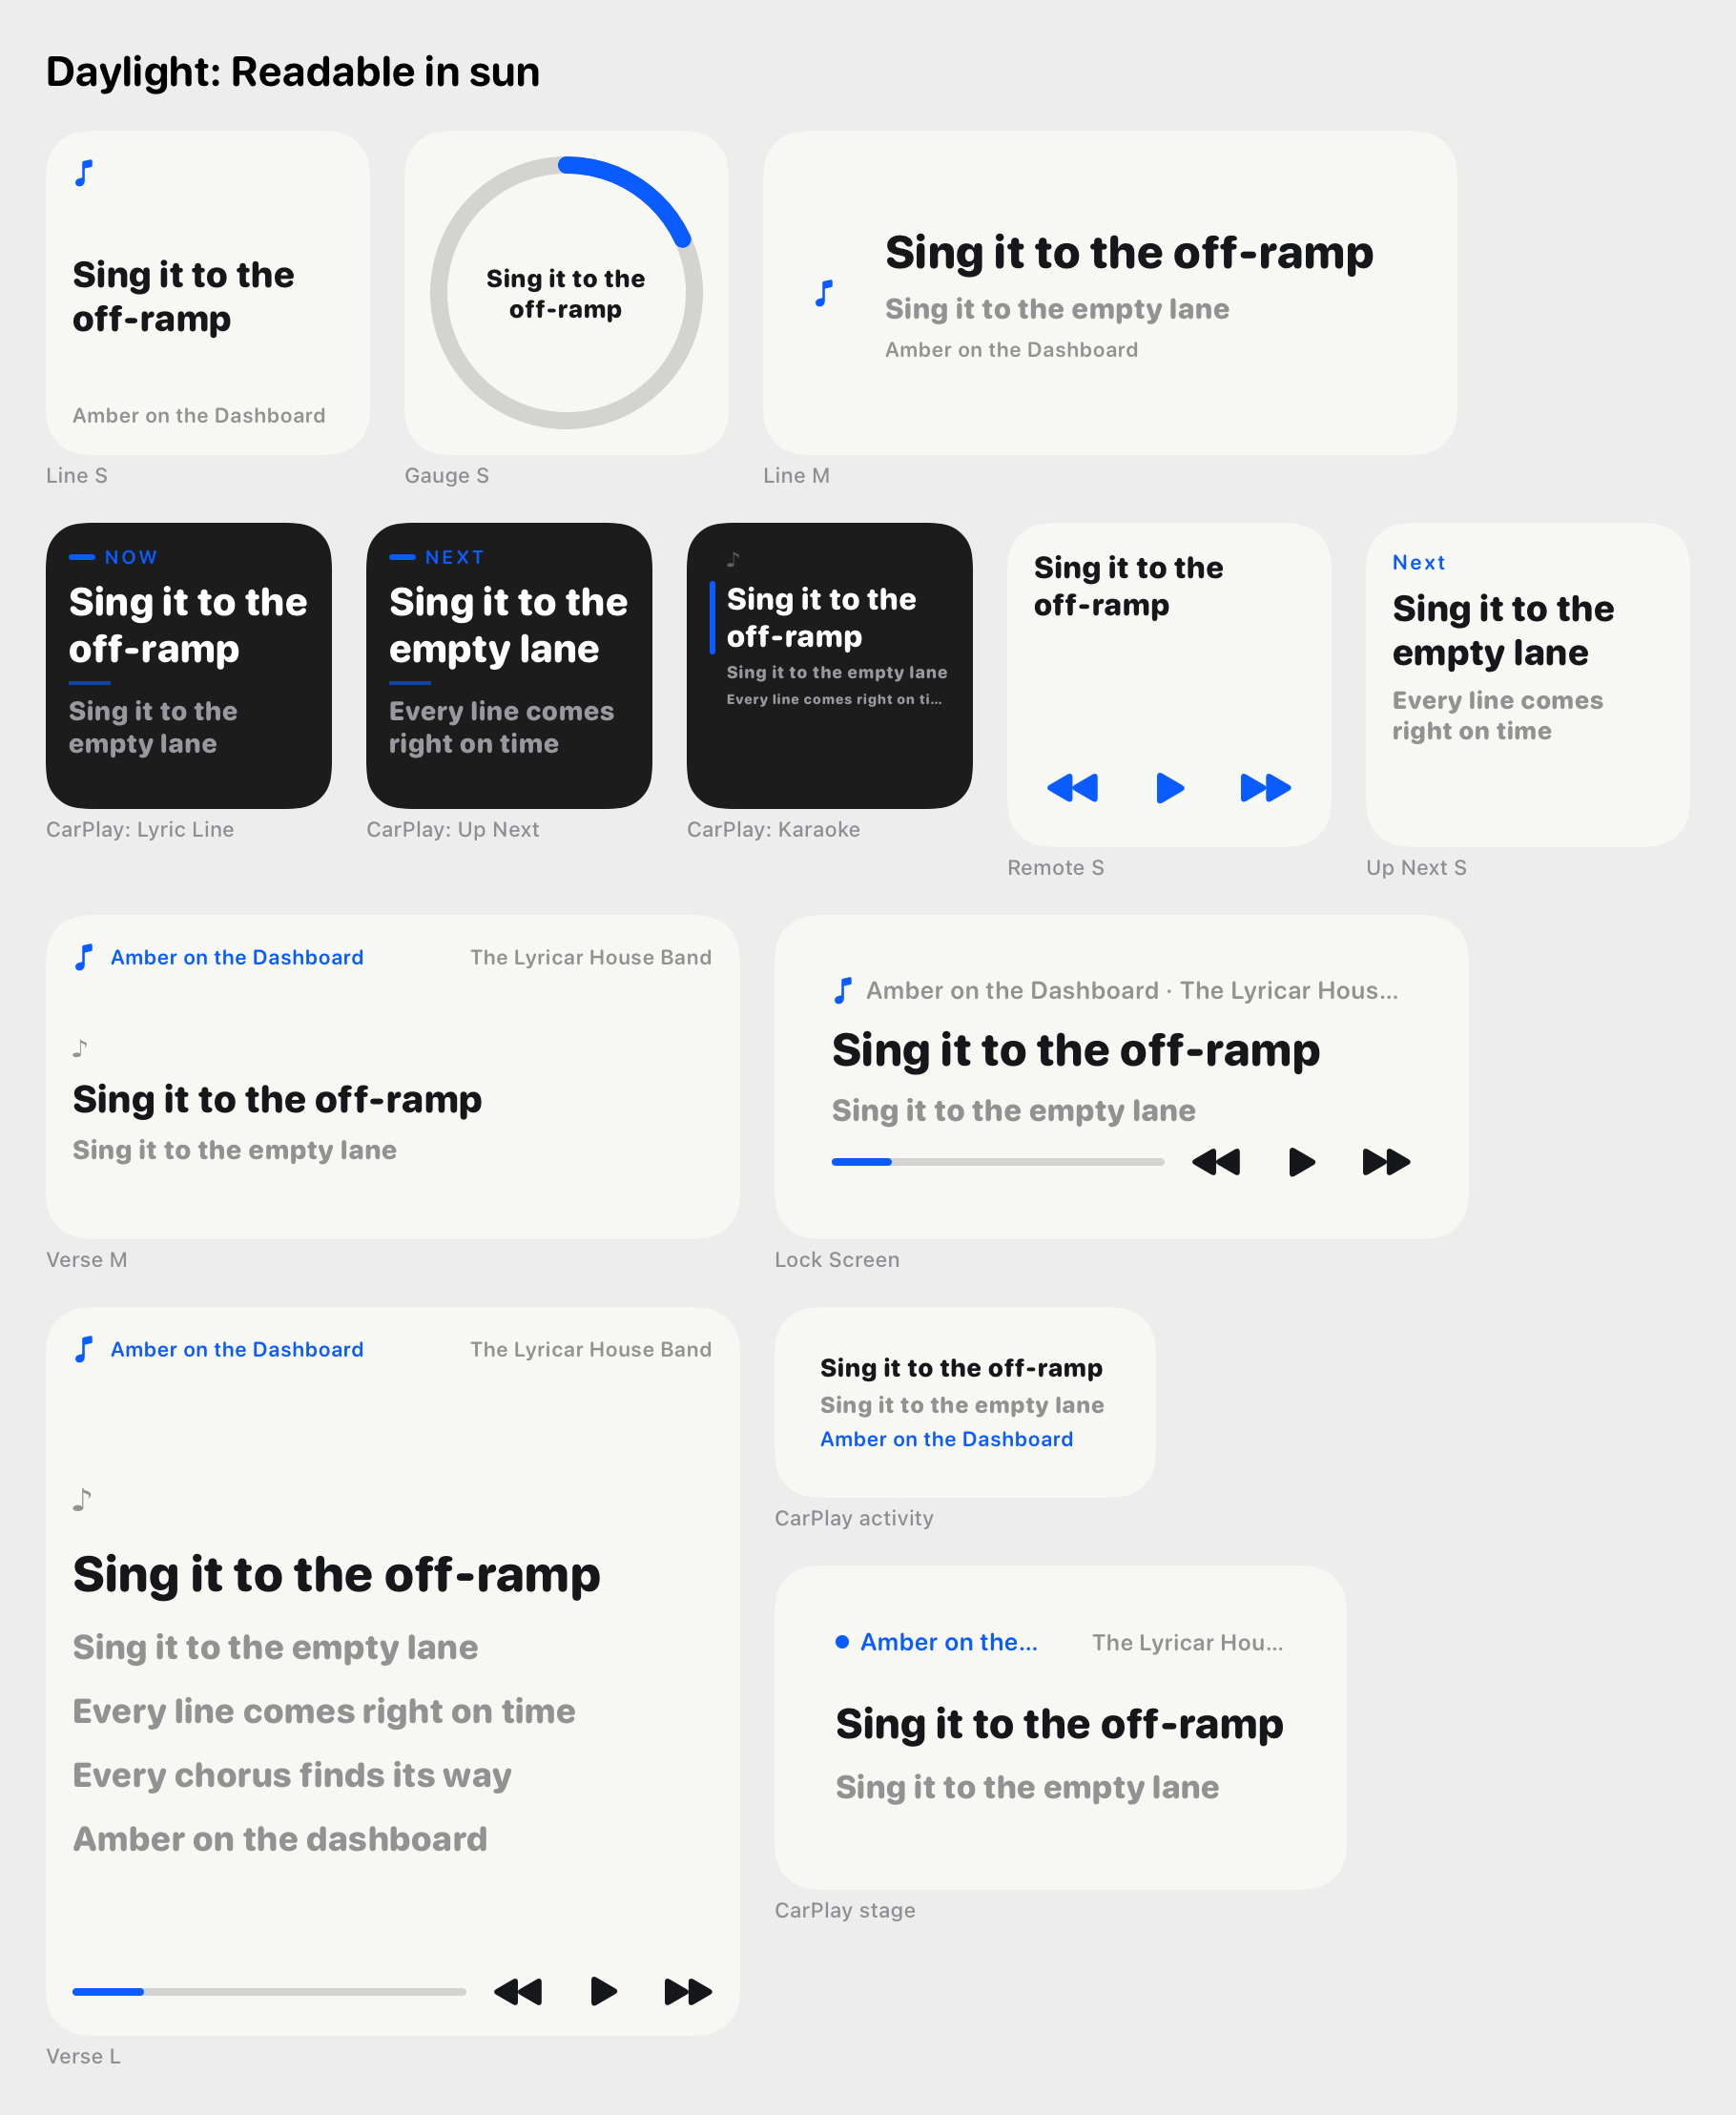 Daylight: Readable in sun
Sing it to the
off-ramp
Amber on the Dashboard
Line S
Sing it to the
off-ramp
Gauge S
Sing it to the off-ramp
Sing it to the empty lane
Amber on the Dashboard
Line M
NOW
Sing it to the
off-ramp
Sing it to the
empty lane
CarPlay: Lyric Line
NEXT
Sing it to the
empty lane
Every line comes
right on time
CarPlay: Up Next
♪
Sing it to the
off-ramp
Sing it to the empty lane
Every line comes right on ti...
CarPlay: Karaoke
Sing it to the
off-ramp
Remote S
Next
Sing it to the
empty lane
Every line comes
right on time
Up Next S
Amber on the Dashboard
The Lyricar House Band
♪
Sing it to the off-ramp
Sing it to the empty lane
Verse M
Amber on the Dashboard · The Lyricar Hous...
Sing it to the off-ramp
Sing it to the empty lane
Lock Screen
Amber on the Dashboard
The Lyricar House Band
♪
Sing it to the off-ramp
Sing it to the empty lane
Every line comes right on time
Every chorus finds its way
Amber on the dashboard
Verse L
Sing it to the off-ramp
Sing it to the empty lane
Amber on the Dashboard
CarPlay activity
Amber on the...
The Lyricar Hou...
Sing it to the off-ramp
Sing it to the empty lane
CarPlay stage